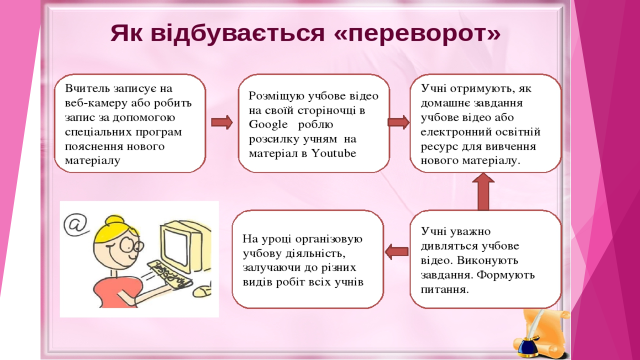 Як відбувається «переворот»
Вчитель записує на
веб-камеру або робить
запис за допомогою
спеціальних програм
пояснення нового
матеріалу
Розміщую учбове відео
на своїй сторіночці в
Google роблю
розсилку учням на
матеріал в Youtube
Учні отримують, як
домашнє завдання
учбове відео або
електронний освітній
ресурс для вивчення
нового матеріалу.
@
На уроці організовую
учбову діяльність,
залучаючи до різних
видів робіт всіх учнів
Учні уважно
дивляться учбове
відео. Виконують
завдання. Формують
питання.